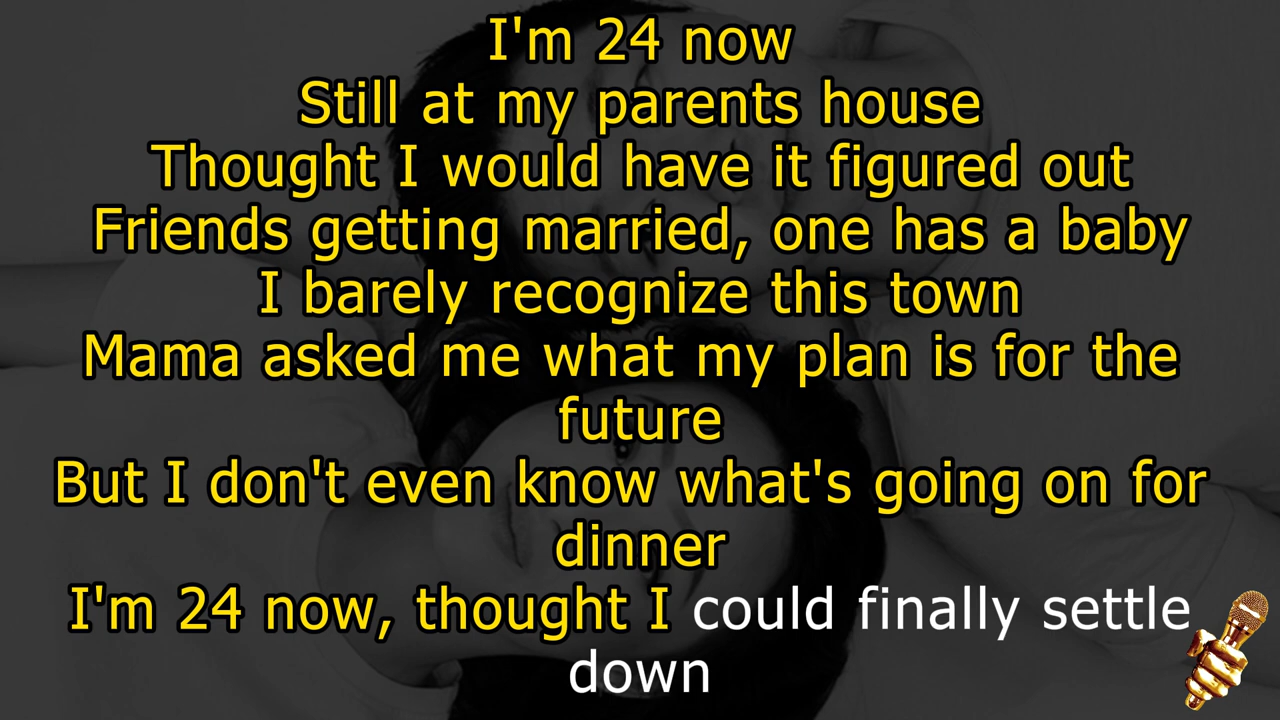 I'm 24 now
Still at my parents house
Thought I would have it figured out
Friends getting married, one has a baby
I barely recognize this town
Mama asked me what my plan is for the
future
But I don't even know what's going on for
dinner
I'm 24 now, thought I could finally settle
down